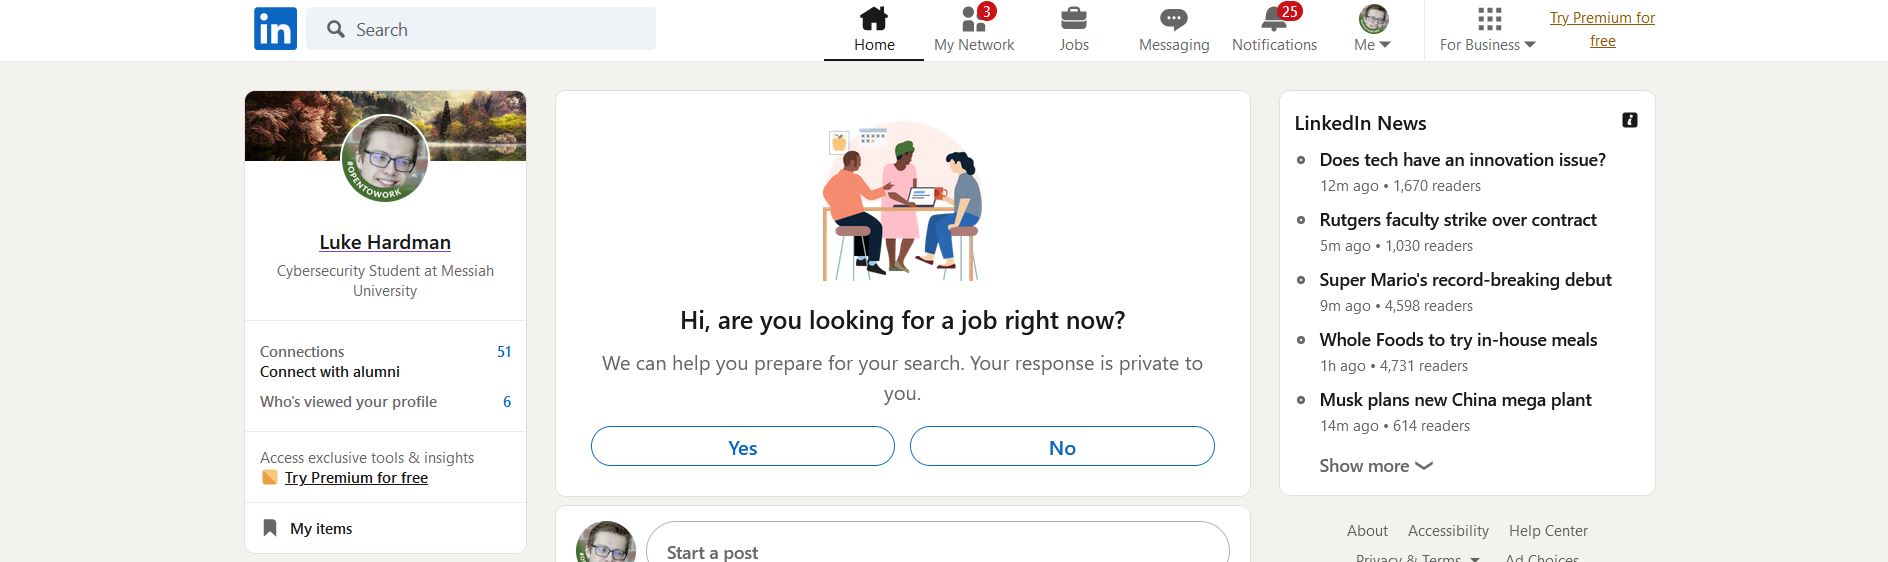 in
Search
Home
3
My Network
Jobs
Messaging
25
Notifications
Me
For Business
Try Premium for
free
#OPENTOWORK
Luke Hardman
Cybersecurity Student at Messiah
University
Connections 51
Connect with alumni
Who's viewed your profile 6
Access exclusive tools & insights
Try Premium for free
My items
Hi, are you looking for a job right now?
We can help you prepare for your search. Your response is private to
you.
Yes
No
Start a post
LinkedIn News
Does tech have an innovation issue?
12m ago • 1,670 readers
Rutgers faculty strike over contract
5m ago • 1,030 readers
Super Mario's record-breaking debut
9m ago • 4,598 readers
Whole Foods to try in-house meals
1h ago • 4,731 readers
Musk plans new China mega plant
14m ago • 614 readers
Show more
About Accessibility Help Center
Privacy & Terms Ad Choices